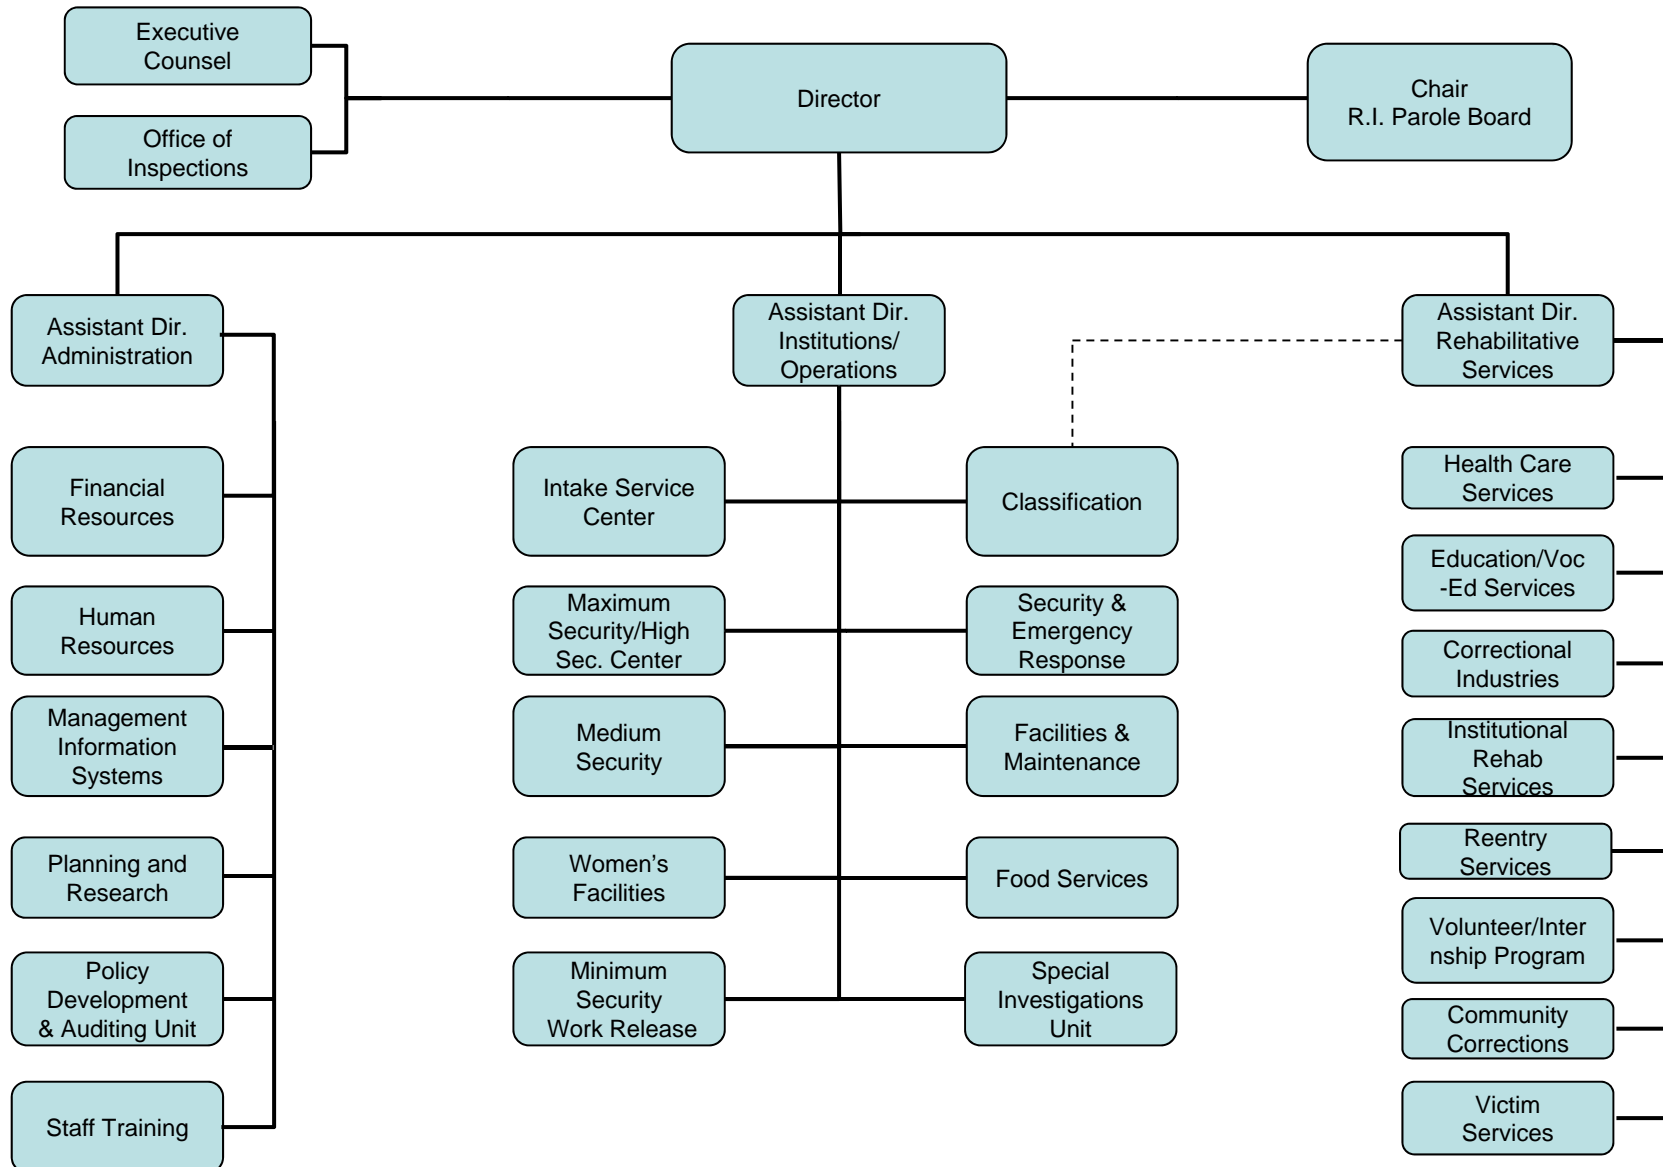 Executive
Counsel
Office of
Inspections
Director
Chair
R.I. Parole Board
Assistant Dir.
Administration
Assistant Dir.
Institutions/
Operations
Assistant Dir.
Rehabilitative
Services
Financial
Resources
Human
Resources
Management
Information
Systems
Planning and
Research
Policy
Development
& Auditing Unit
Staff Training
Intake Service
Center
Maximum
Security/High
Sec. Center
Medium
Security
Women’s
Facilities
Minimum
Security
Work Release
Classification
Security &
Emergency
Response
Facilities &
Maintenance
Food Services
Special
Investigations
Unit
Health Care
Services
Education/Voc
-Ed Services
Correctional
Industries
Institutional
Rehab
Services
Reentry
Services
Volunteer/Inter
nship Program
Community
Corrections
Victim
Services